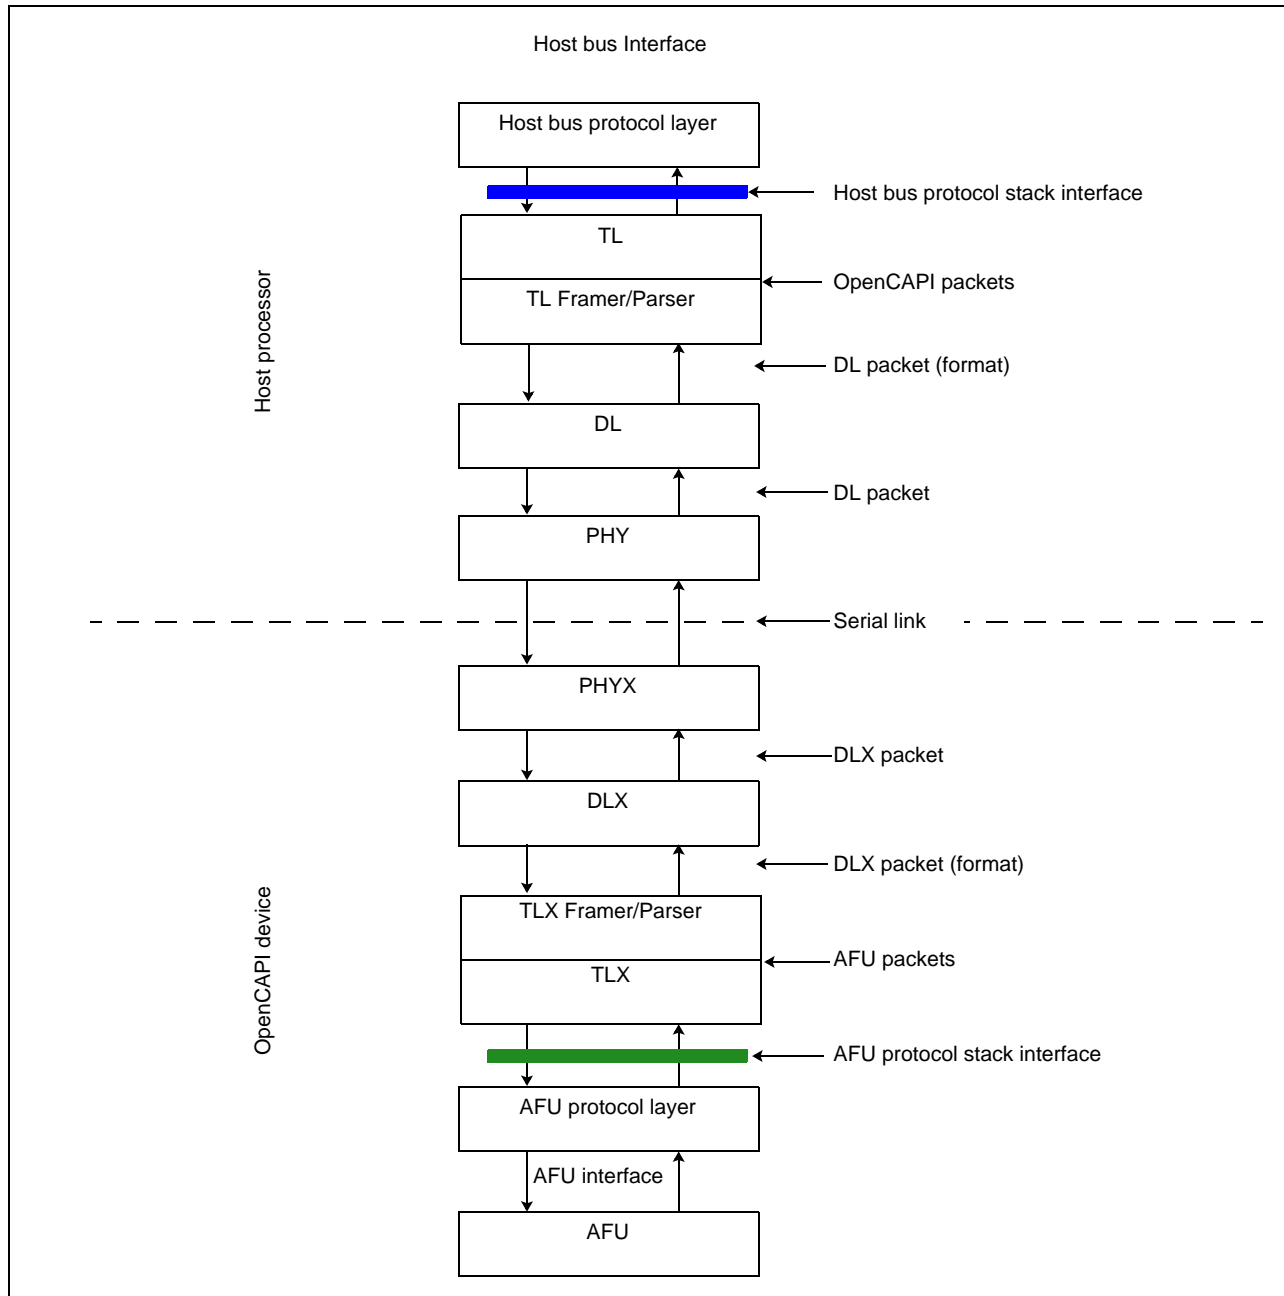 Host bus Interface
Host bus protocol layer
Host bus protocol stack interface
TL
OpenCAPI packets
TL Framer/Parser
Host processor
DL packet (format)
DL
DL packet
PHY
Serial link
PHYX
DLX packet
DLX
DLX packet (format)
TLX Framer/Parser
OpenCAPI device
AFU packets
TLX
AFU protocol stack interface
AFU protocol layer
AFU interface
AFU